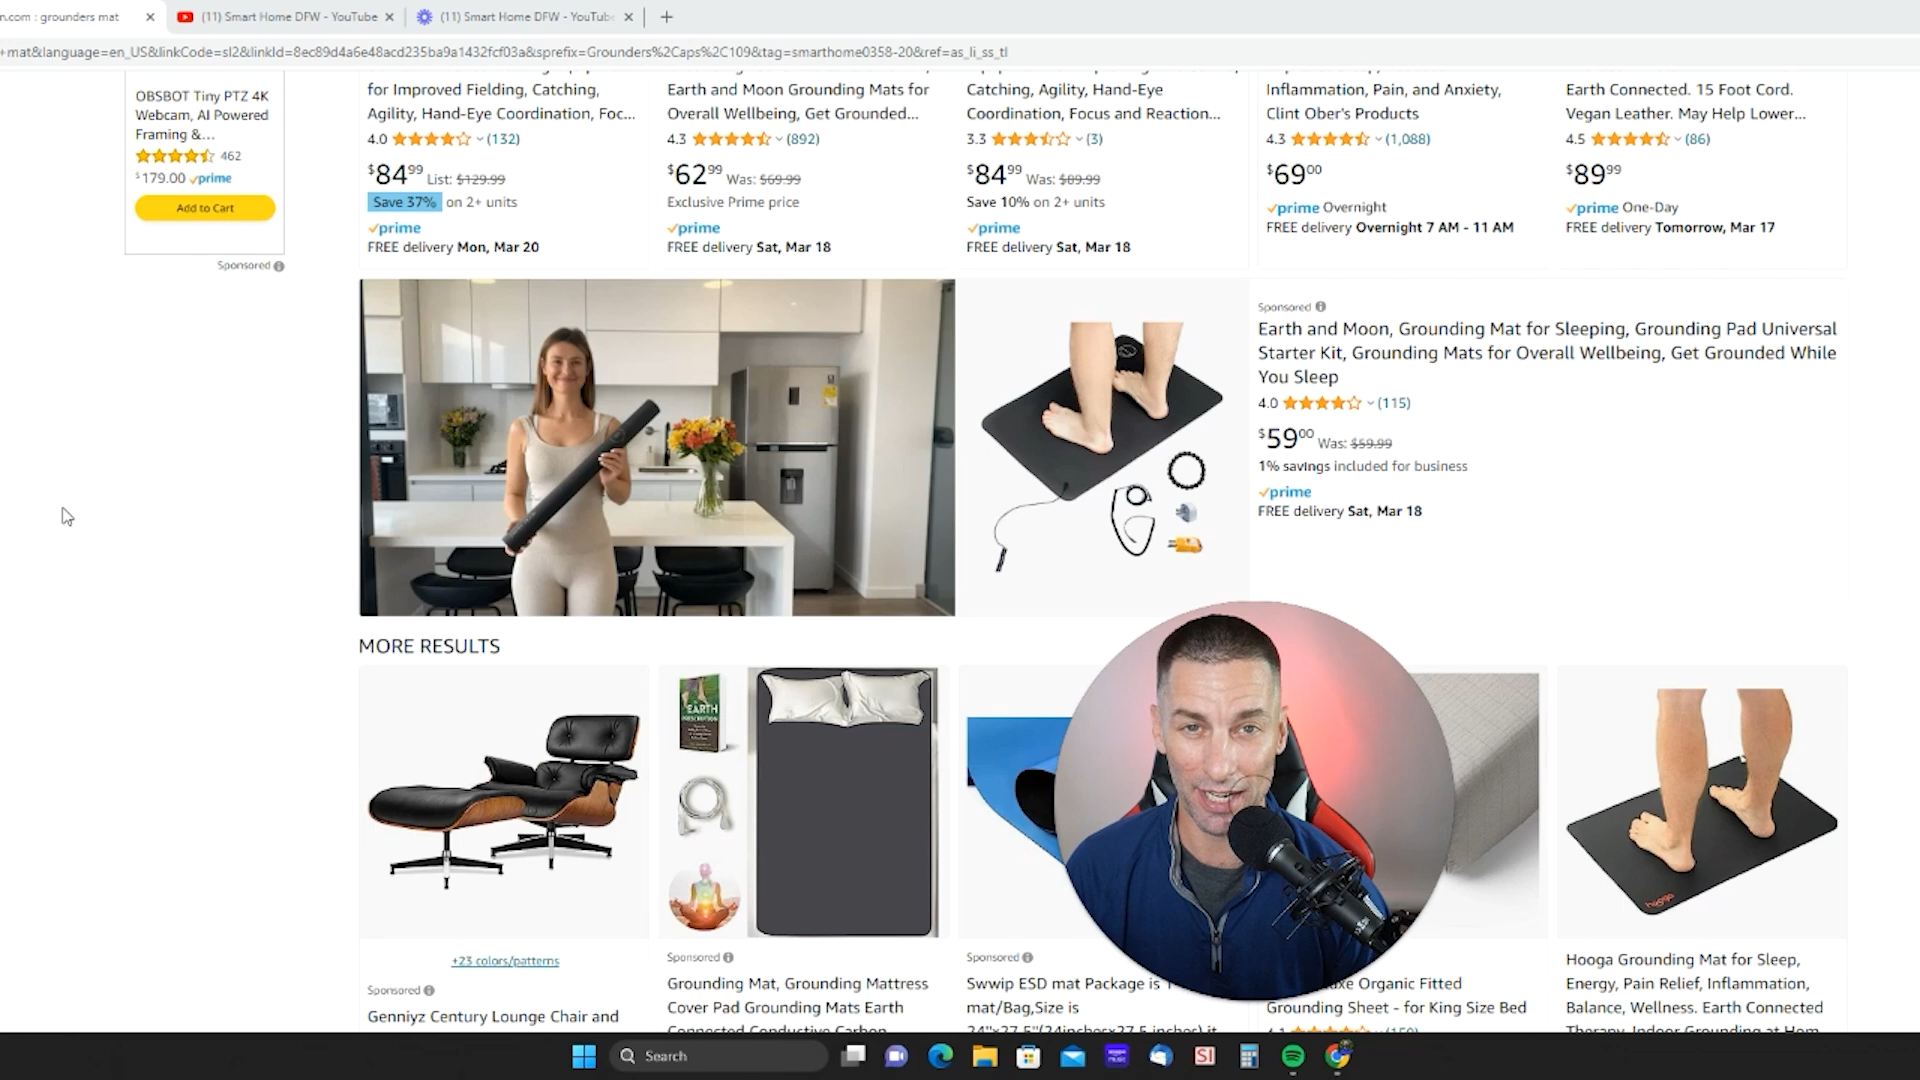 n.com : grounders mat
(11) Smart Home DFW - YouTube
(11) Smart Home DFW - YouTube
+mat&language=en_US&linkCode=sl2&linkId=8ec89d4a6e48acd235ba9a1432fcf03a&sprefix=Grounders%2Caps%2C109&tag=smarthome0358-20&ref=as_li_ss_tl
OBSBOT Tiny PTZ 4K
Webcam, AI Powered
Framing &...
462
$179.00 prime
Add to Cart
Sponsored
for Improved Fielding, Catching,
Agility, Hand-Eye Coordination, Foc...
4.0 (132)
$84.99 List: $129.99
Save 37% on 2+ units
prime
FREE delivery Mon, Mar 20
Earth and Moon Grounding Mats for
Overall Wellbeing, Get Grounded...
4.3 (892)
$62.99 Was: $69.99
Exclusive Prime price
prime
FREE delivery Sat, Mar 18
Catching, Agility, Hand-Eye
Coordination, Focus and Reaction...
3.3 (3)
$84.99 Was: $89.99
Save 10% on 2+ units
prime
FREE delivery Sat, Mar 18
Inflammation, Pain, and Anxiety,
Clint Ober's Products
4.3 (1,088)
$69.00
prime Overnight
FREE delivery Overnight 7 AM - 11 AM
Earth Connected. 15 Foot Cord.
Vegan Leather. May Help Lower...
4.5 (86)
$89.99
prime One-Day
FREE delivery Tomorrow, Mar 17
Sponsored
Earth and Moon, Grounding Mat for Sleeping, Grounding Pad Universal
Starter Kit, Grounding Mats for Overall Wellbeing, Get Grounded While
You Sleep
4.0 (115)
$59.00 Was: $59.99
1% savings included for business
prime
FREE delivery Sat, Mar 18
MORE RESULTS
EARTH
hooga
+23 colors/patterns
Sponsored
Genniyz Century Lounge Chair and
Sponsored
Grounding Mat, Grounding Mattress
Cover Pad Grounding Mats Earth
Connected Conductive Carbon
Sponsored
Swwip ESD mat Package is 1
mat/Bag,Size is
24"x27.5"(24inchesx27.5 inches),it
Organic Fitted
Grounding Sheet - for King Size Bed
Hooga Grounding Mat for Sleep,
Energy, Pain Relief, Inflammation,
Balance, Wellness. Earth Connected
Therapy, Indoor Grounding at Home
Search
SI